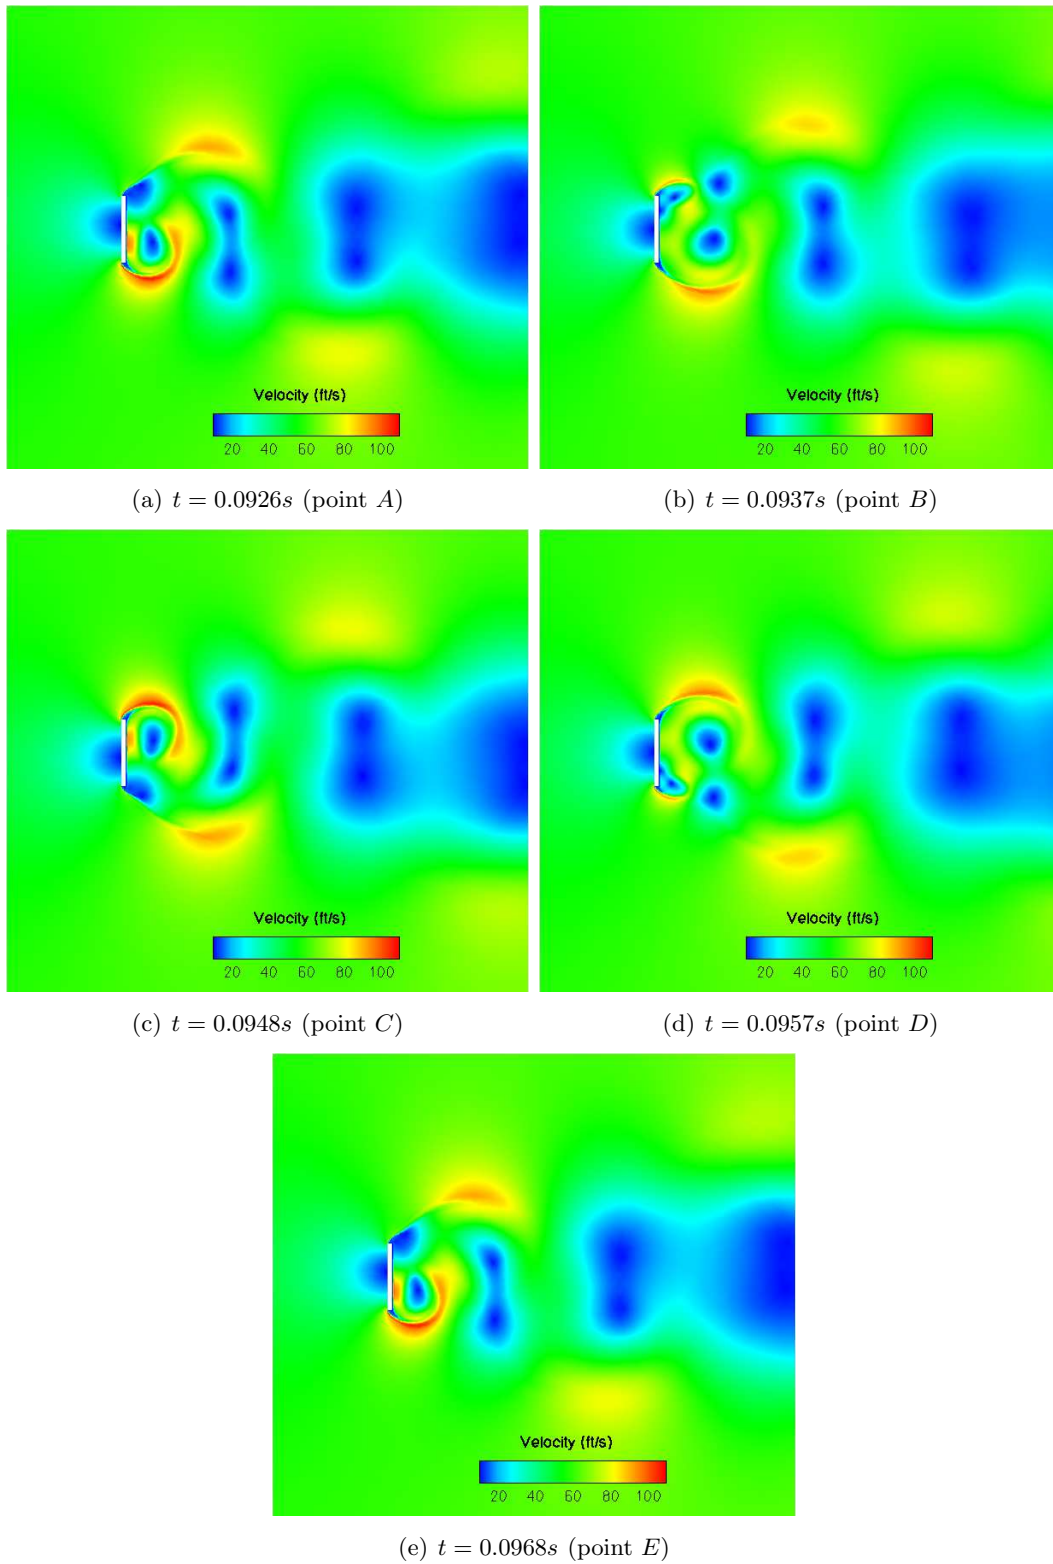 Velocity (ft/s)
20 40 60 80 100
(a) t = 0.0926s (point A)
Velocity (ft/s)
20 40 60 80 100
(b) t = 0.0937s (point B)
Velocity (ft/s)
20 40 60 80 100
(c) t = 0.0948s (point C)
Velocity (ft/s)
20 40 60 80 100
(d) t = 0.0957s (point D)
Velocity (ft/s)
20 40 60 80 100
(e) t = 0.0968s (point E)